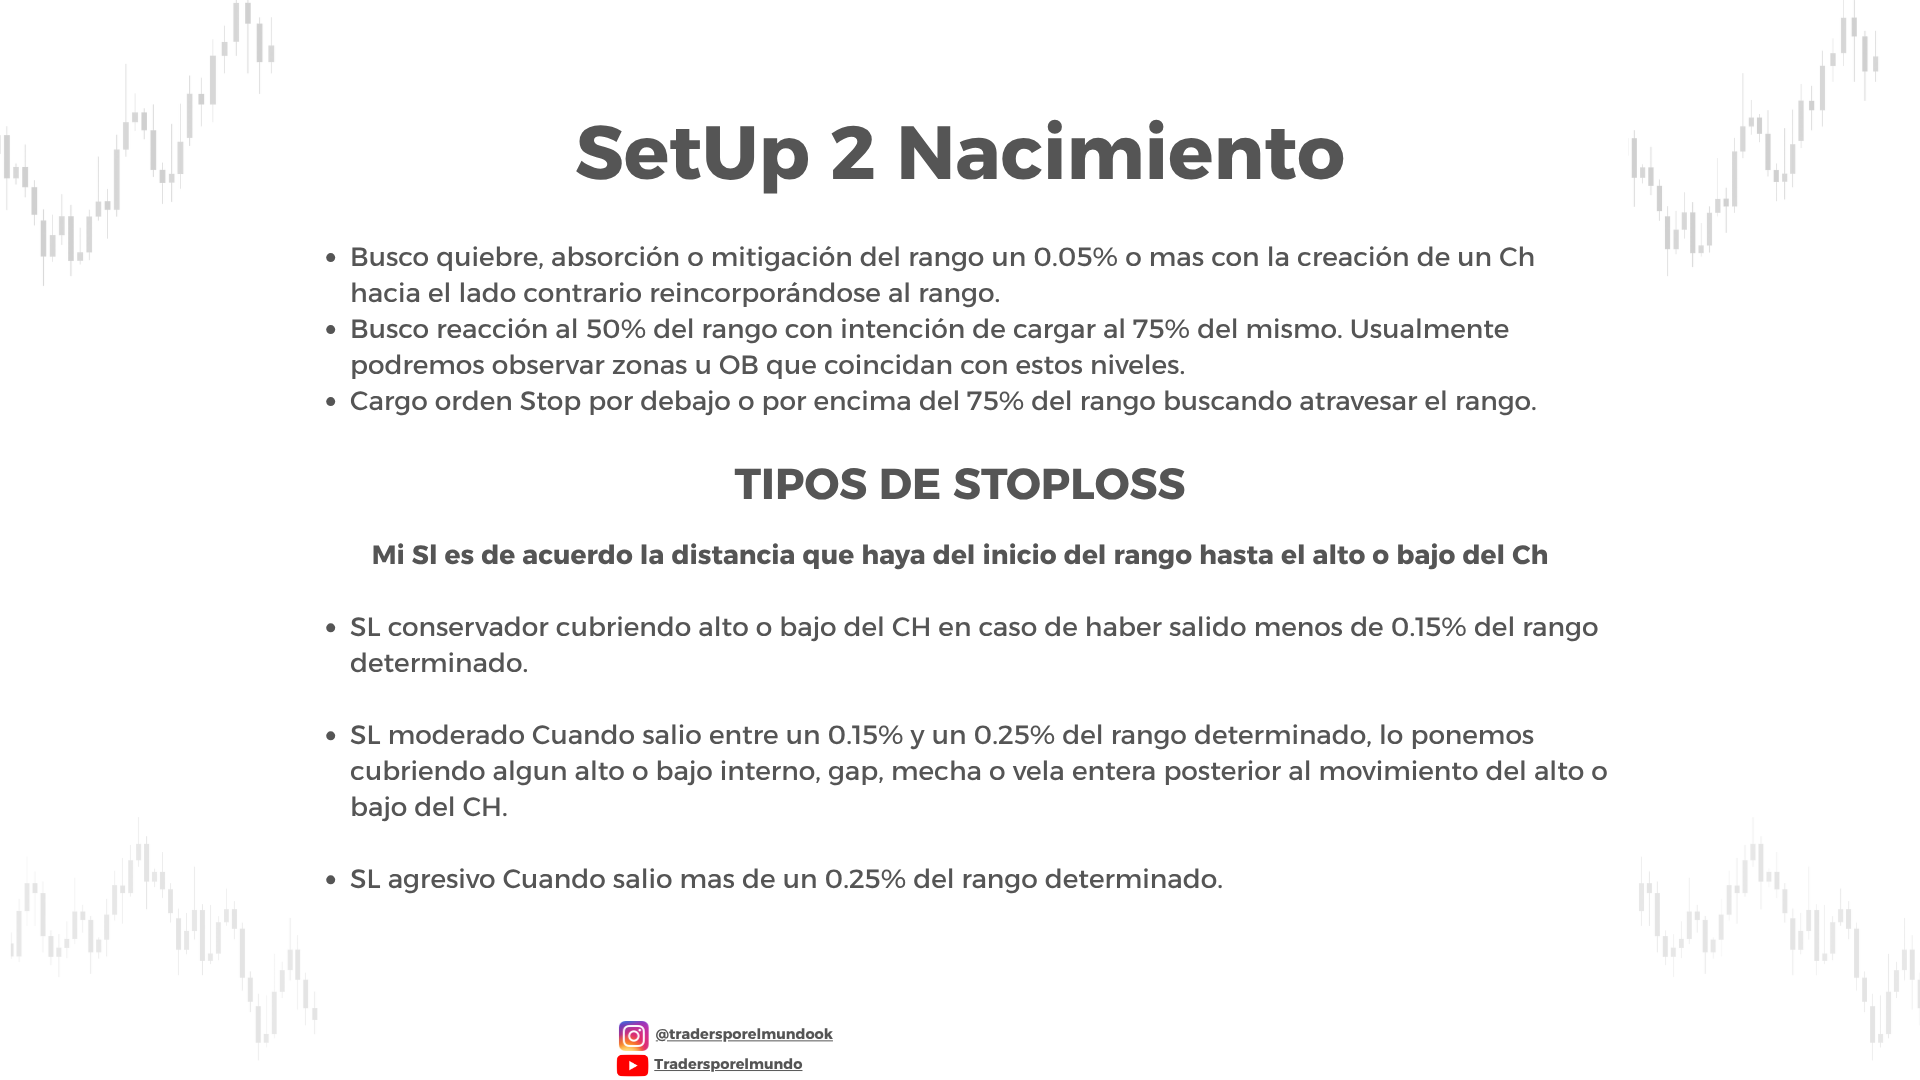 SetUp 2 Nacimiento
• Busco quiebre, absorción o mitigación del rango un 0.05% o mas con la creación de un Ch
hacia el lado contrario reincorporándose al rango.
• Busco reacción al 50% del rango con intención de cargar al 75% del mismo. Usualmente
podremos observar zonas u OB que coincidan con estos niveles.
• Cargo orden Stop por debajo o por encima del 75% del rango buscando atravesar el rango.
TIPOS DE STOPLOSS
Mi Sl es de acuerdo la distancia que haya del inicio del rango hasta el alto o bajo del Ch
• SL conservador cubriendo alto o bajo del CH en caso de haber salido menos de 0.15% del rango
determinado.
• SL moderado Cuando salio entre un 0.15% y un 0.25% del rango determinado, lo ponemos
cubriendo algun alto o bajo interno, gap, mecha o vela entera posterior al movimiento del alto o
bajo del CH.
• SL agresivo Cuando salio mas de un 0.25% del rango determinado.
@tradersporelmundook
Tradersporelmundo